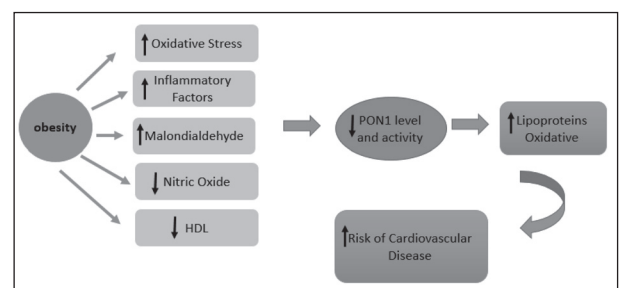 obesity
↑ Oxidative Stress
↑ Inflammatory
Factors
↑ Malondialdehyde
↓ Nitric Oxide
↓ HDL
↓ PON1 level
and activity
↑ Lipoproteins
Oxidative
↑ Risk of Cardiovascular
Disease